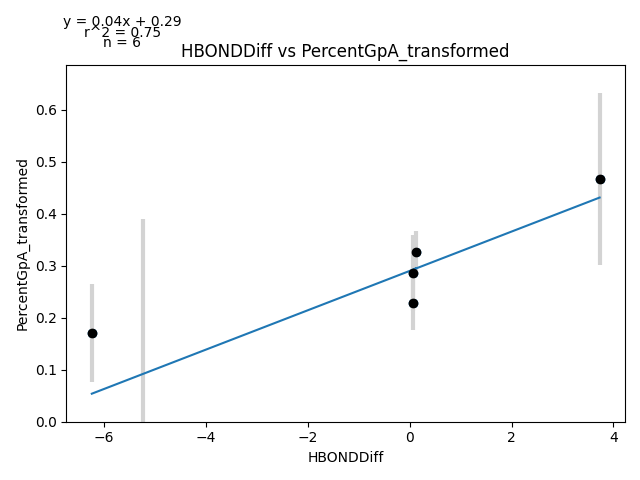 y = 0.04x + 0.29
r^2 = 0.75
n = 6
HBONDDiff vs PercentGpA_transformed
PercentGpA_transformed
0.6
0.5
0.4
0.3
0.2
0.1
0.0
−6
−4
−2
0
2
4
HBONDDiff